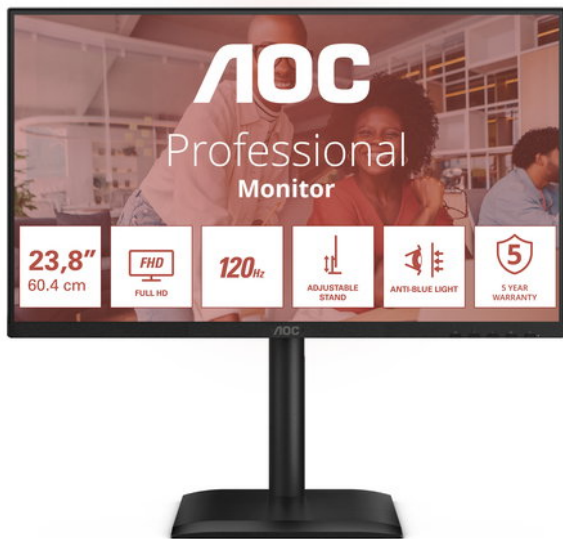 AOC
Professional
Monitor
23,8”
60.4 cm
FHD
FULL HD
120Hz
ADJUSTABLE
STAND
ANTI-BLUE LIGHT
5
5 YEAR
WARRANTY
AOC